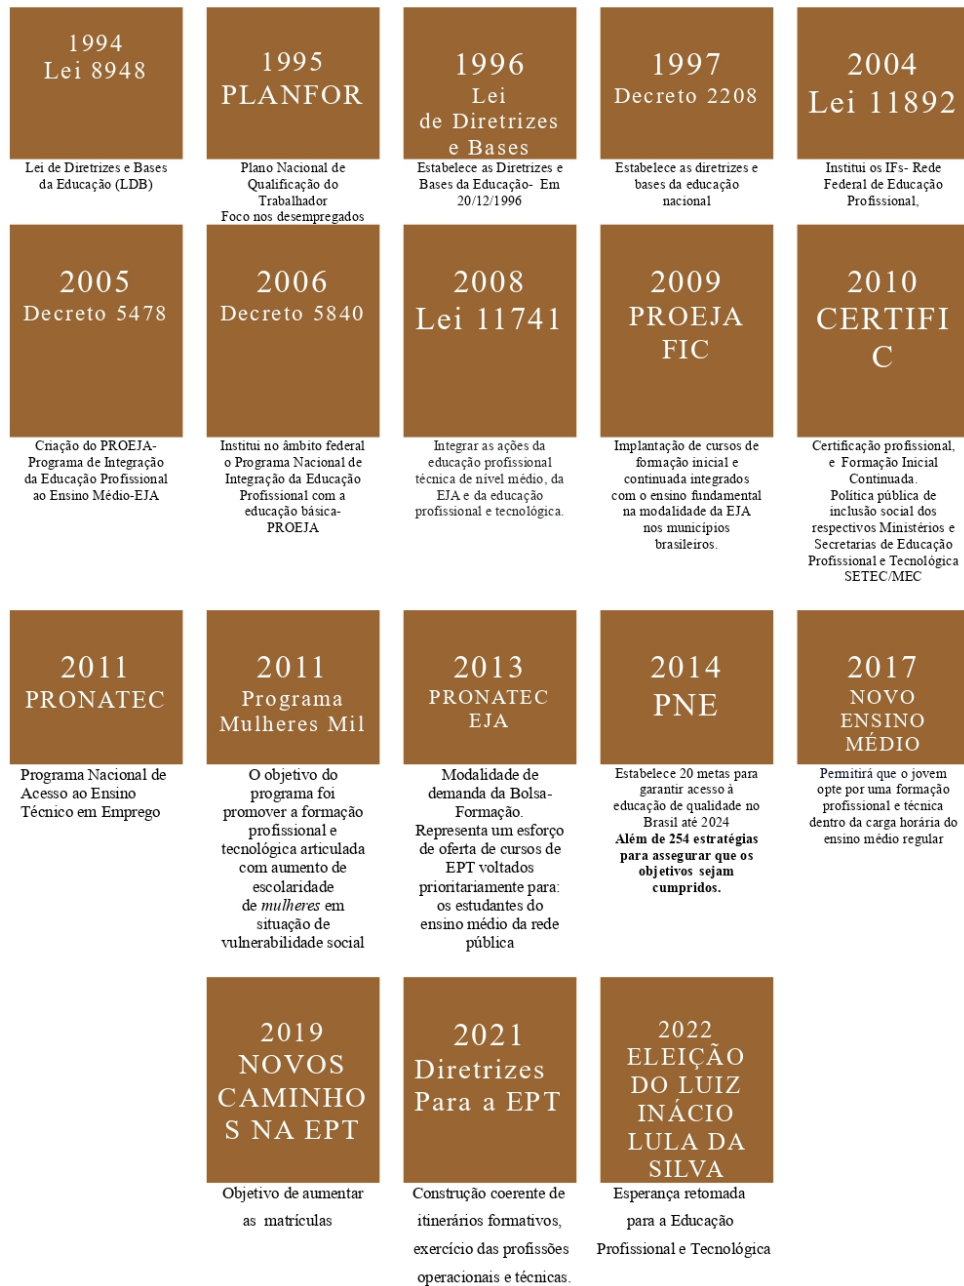 1994
Lei 8948
Lei de Diretrizes e Bases
da Educação (LDB)
1995
PLANFOR
Plano Nacional de
Qualificação do
Trabalhador
Foco nos desempregados
1996
Lei
de Diretrizes
e Bases
Estabelece as Diretrizes e
Bases da Educação- Em
20/12/1996
1997
Decreto 2208
Estabelece as diretrizes e
bases da educação
nacional
2004
Lei 11892
Institui os IFs- Rede
Federal de Educação
Profissional,
2005
Decreto 5478
Criação do PROEJA-
Programa de Integração
da Educação Profissional
ao Ensino Médio-EJA
2006
Decreto 5840
Institui no âmbito federal
o Programa Nacional de
Integração da Educação
Profissional com a
educação básica-
PROEJA
2008
Lei 11741
Integrar as ações da
educação profissional
técnica de nível médio, da
EJA e da educação
profissional e tecnológica.
2009
PROEJA
FIC
Implantação de cursos de
formação inicial e
continuada integrados
com o ensino fundamental
na modalidade da EJA
nos municípios
brasileiros.
2010
CERTIFI
C
Certificação profissional,
e Formação Inicial
Continuada.
Política pública de
inclusão social dos
respectivos Ministérios e
Secretarias de Educação
Profissional e Tecnológica
SETEC/MEC
2011
PRONATEC
Programa Nacional de
Acesso ao Ensino
Técnico em Emprego
2011
Programa
Mulheres Mil
O objetivo do
programa foi
promover a formação
profissional e
tecnológica articulada
com aumento de
escolaridade
de mulheres em
situação de
vulnerabilidade social
2013
PRONATEC
EJA
Modalidade de
demanda da Bolsa-
Formação.
Representa um esforço
de oferta de cursos de
EPT voltados
prioritariamente para:
os estudantes do
ensino médio da rede
pública
2014
PNE
Estabelece 20 metas para
garantir acesso à
educação de qualidade no
Brasil até 2024
Além de 254 estratégias
para assegurar que os
objetivos sejam
cumpridos.
2017
NOVO
ENSINO
MÉDIO
Permitirá que o jovem
opte por uma formação
profissional e técnica
dentro da carga horária do
ensino médio regular
2019
NOVOS
CAMINHO
S NA EPT
Objetivo de aumentar
as matrículas
2021
Diretrizes
Para a EPT
Construção coerente de
itinerários formativos,
exercício das profissões
operacionais e técnicas.
2022
ELEIÇÃO
DO LUIZ
INÁCIO
LULA DA
SILVA
Esperança retomada
para a Educação
Profissional e Tecnológica